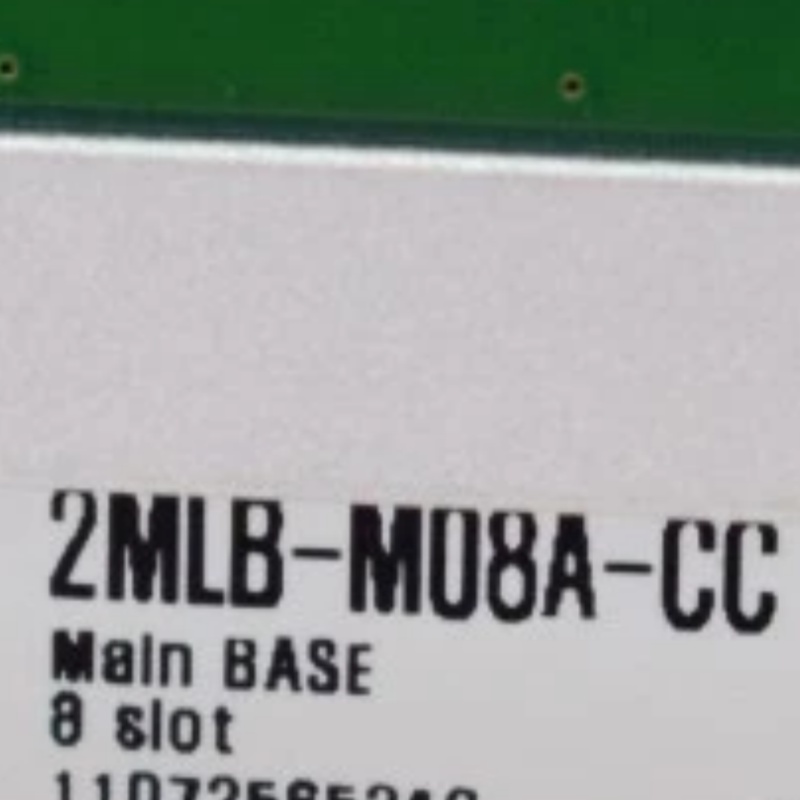 2MLB-M08A-CC
Main BASE
8 slot